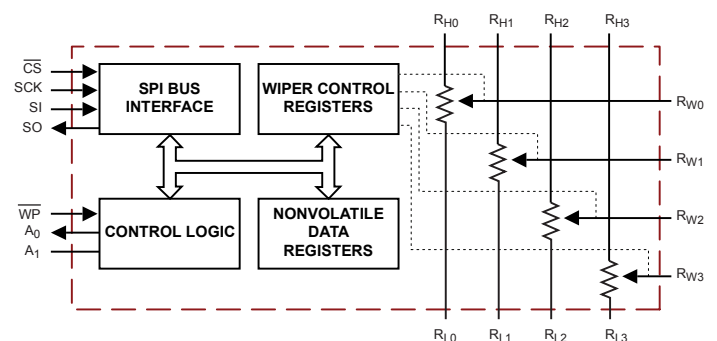 RH0 RH1 RH2 RH3
CS
SCK
SI
SO
SPI BUS
INTERFACE
WIPER CONTROL
REGISTERS
RW0
RW1
WP
A0
A1
CONTROL LOGIC
NONVOLATILE
DATA
REGISTERS
RW2
RW3
RL0 RL1 RL2 RL3